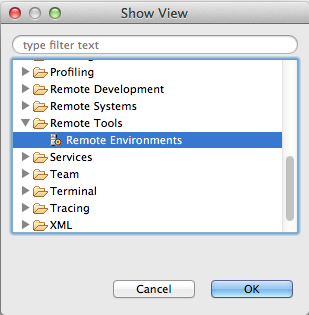 Show View
type filter text
Profiling
Remote Development
Remote Systems
Remote Tools
Remote Environments
Services
Team
Terminal
Tracing
XML
Cancel
OK